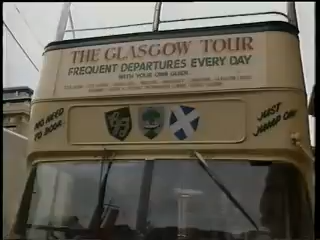 THE GLASGOW TOUR
FREQUENT DEPARTURES EVERY DAY
WITH YOUR OWN GUIDE
NO NEED
TO BOOK
JUST
JUMP ON